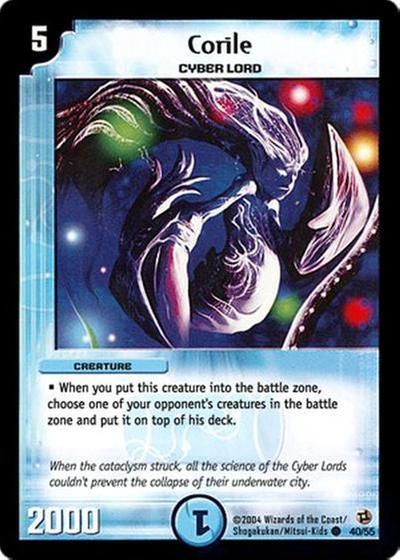 5
Corile
CYBER LORD
CREATURE
▪ When you put this creature into the battle zone,
choose one of your opponent's creatures in the battle
zone and put it on top of his deck.
When the cataclysm struck, all the science of the Cyber Lords
couldn't prevent the collapse of their underwater city.
2000
1
©2004 Wizards of the Coast/
Shogakukan/Mitsui-Kids ● 40/55